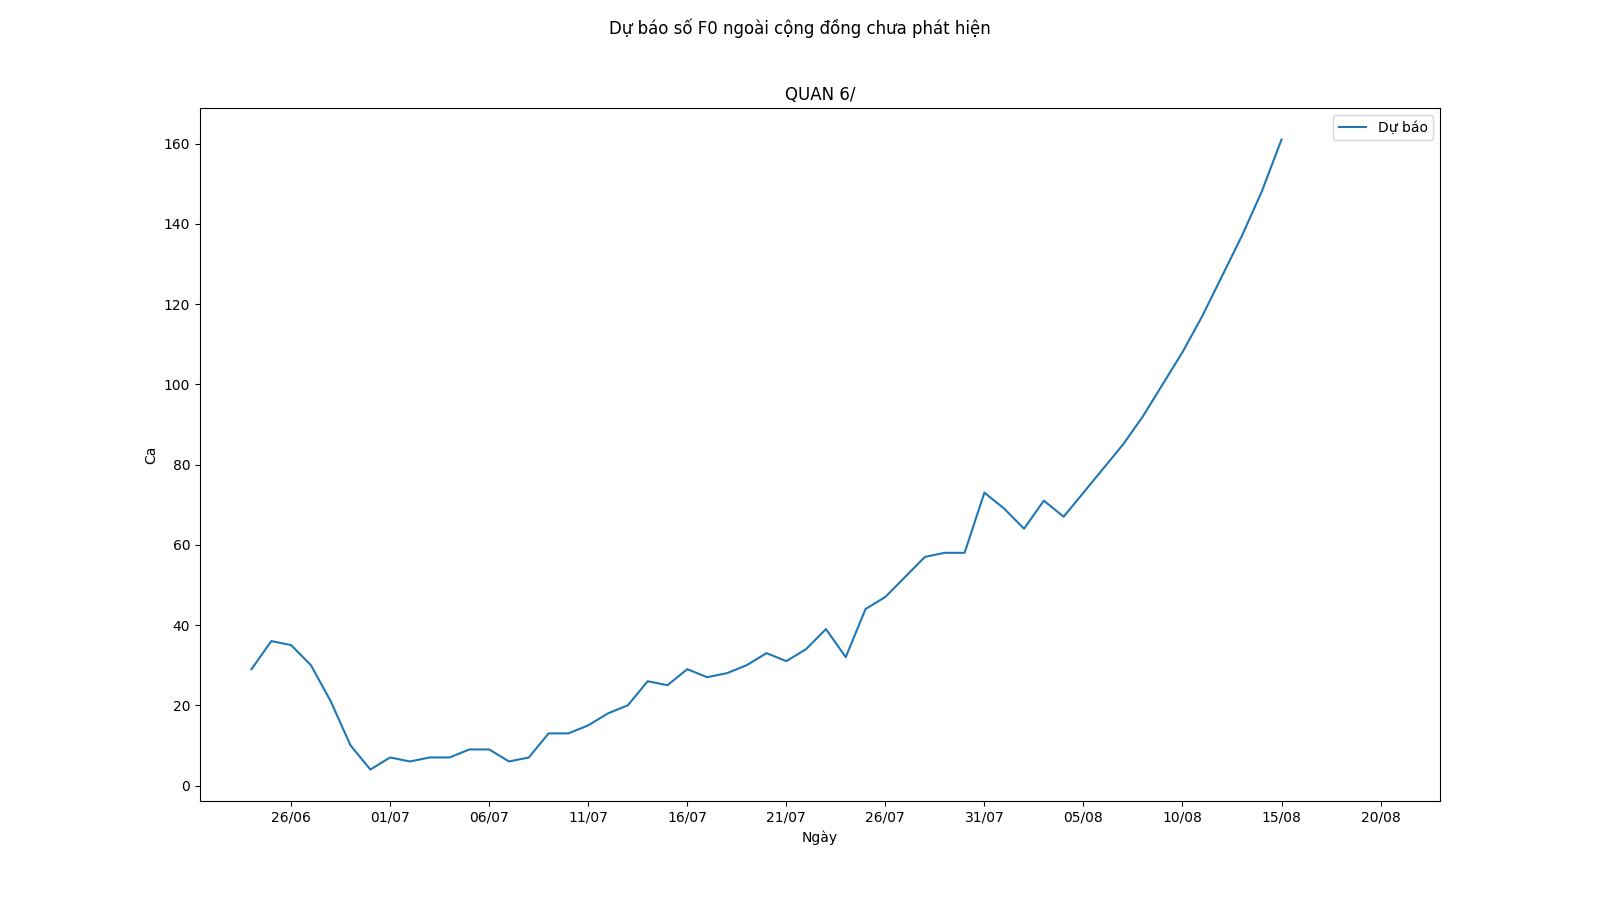 Dự báo số F0 ngoài cộng đồng chưa phát hiện
QUAN 6/
Dự báo
160
140
120
100
80
60
40
20
0
Ca
26/06 01/07 06/07 11/07 16/07 21/07 26/07 31/07 05/08 10/08 15/08 20/08
Ngày